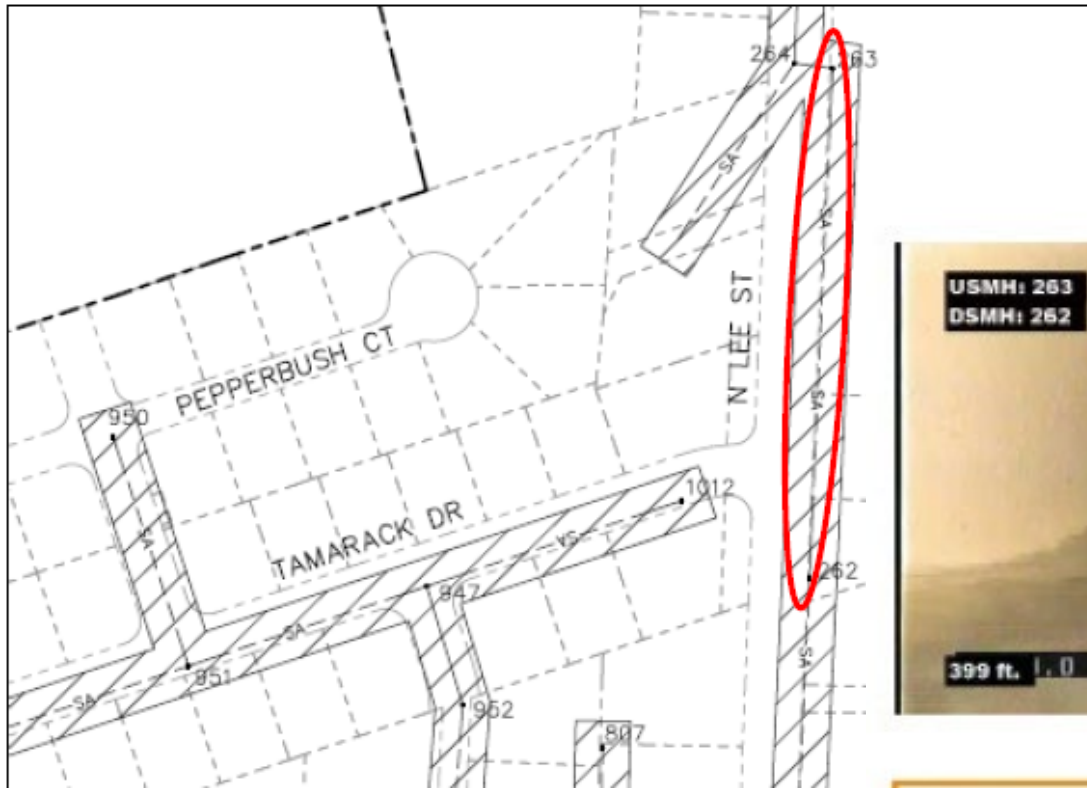 264
263
SA
SA
USMH: 263
DSMH: 262
N LEE ST
PEPPERBUSH CT
SA
950
1012
TAMARACK DR
SA
SA
947
262
SA
SA
951
SA
399 ft.
952
807